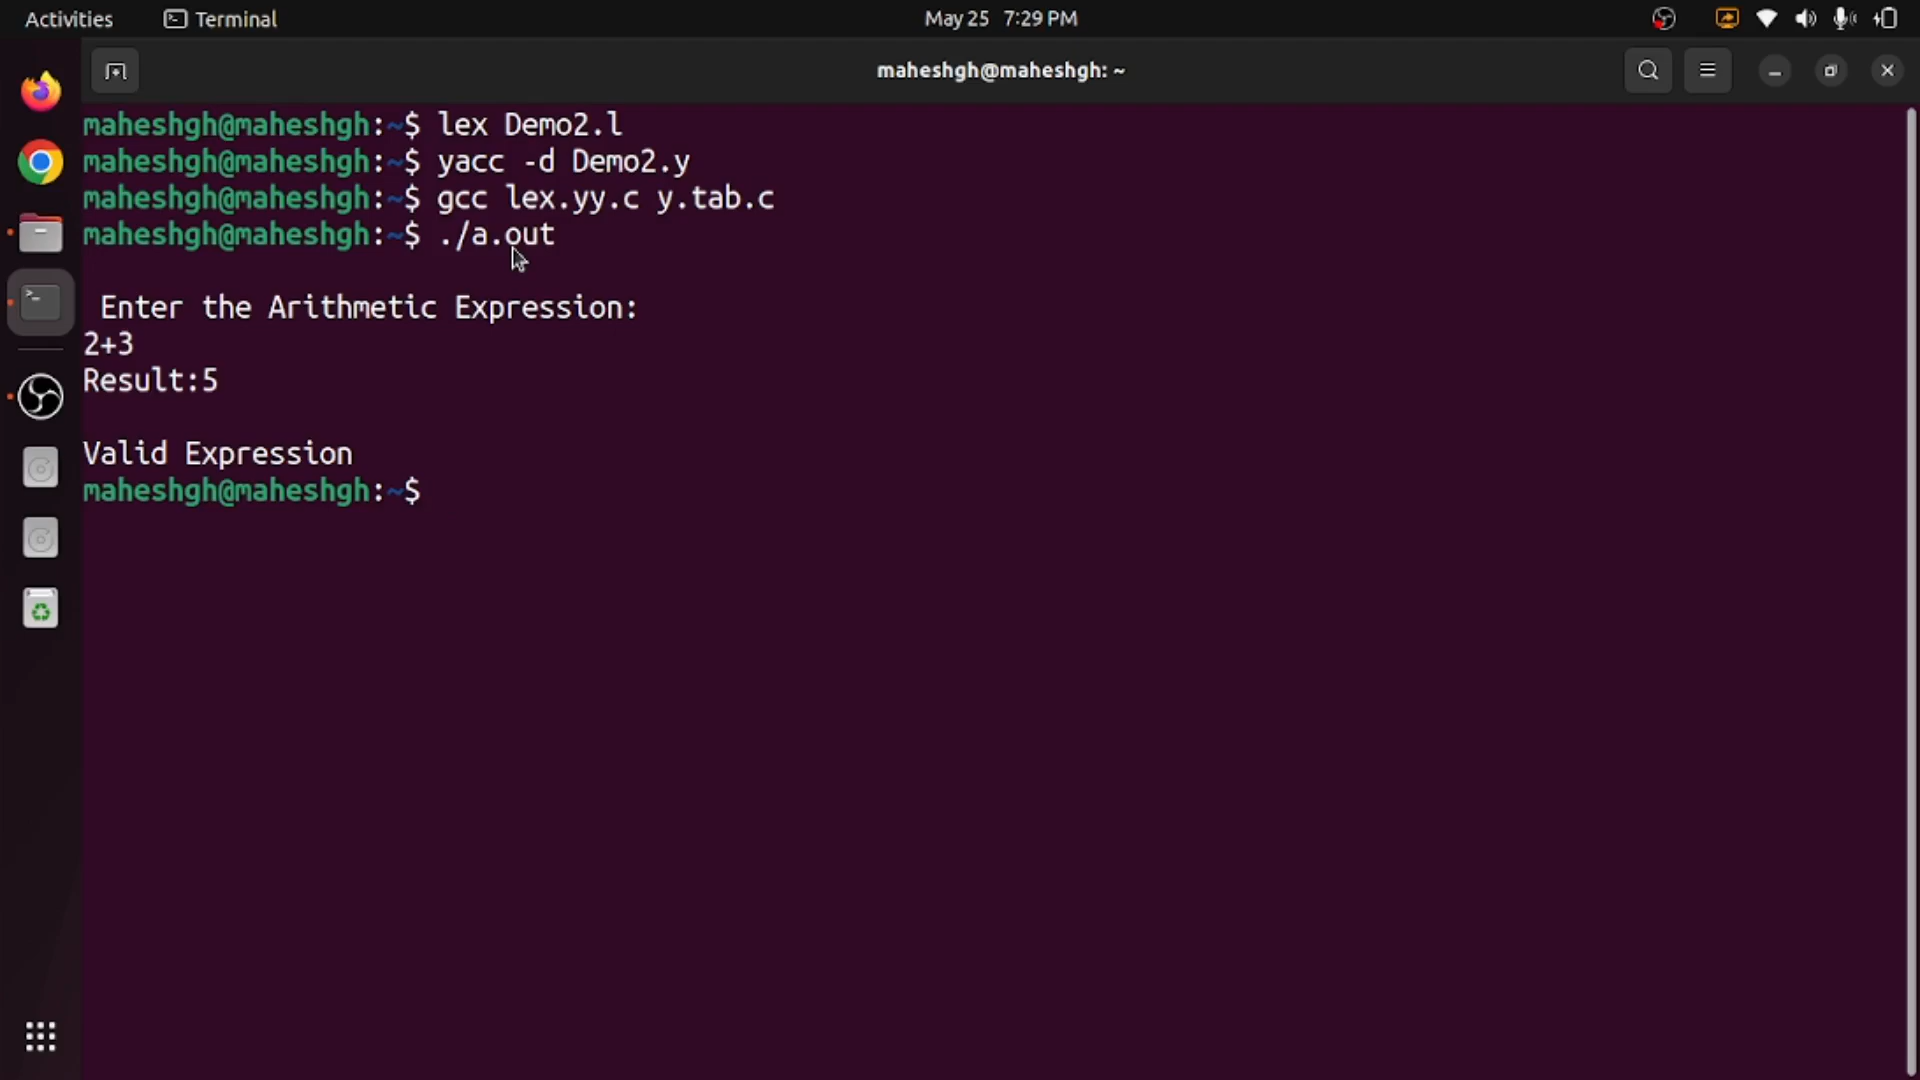 Activities Terminal May 25 7:29 PM
maheshgh@maheshgh: ~
maheshgh@maheshgh:~$ lex Demo2.l
maheshgh@maheshgh:~$ yacc -d Demo2.y
maheshgh@maheshgh:~$ gcc lex.yy.c y.tab.c
maheshgh@maheshgh:~$ ./a.out
Enter the Arithmetic Expression:
2+3
Result:5
Valid Expression
maheshgh@maheshgh:~$